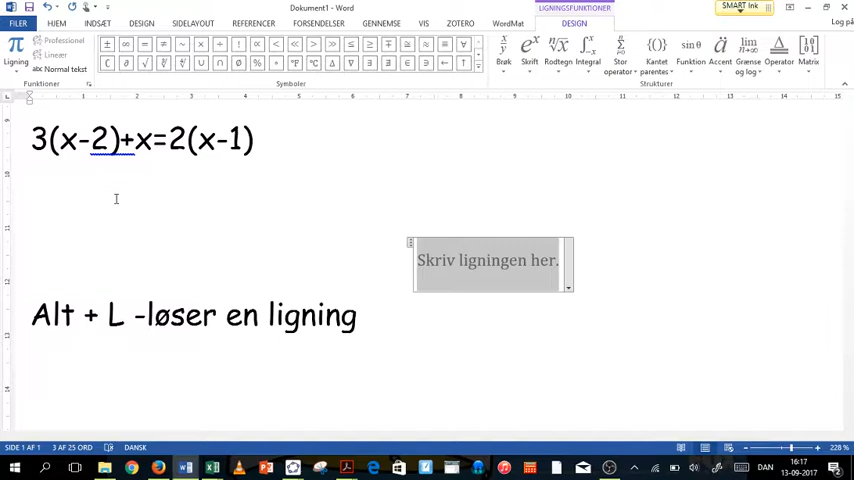 Dokument1 - Word
LIGNINGSFUNKTIONER
SMART Ink
FILER HJEM INDSÆT DESIGN SIDELAYOUT REFERENCER FORSENDELSER GENNEMSE VIS ZOTERO WordMat DESIGN Log på
Ligning
Professionel
Lineær
abc Normal tekst
Brøk Skrift Rodtegn Integral Stor operator Kantet parentes Funktion Accent Grænse og log Operator Matrix
Funktioner Symboler Strukturer
3(x-2)+x=2(x-1)
Skriv ligningen her.
Alt + L -løser en ligning
SIDE 1 AF 1 3 AF 25 ORD DANSK 228 %
DAN 16:17
13-09-2017